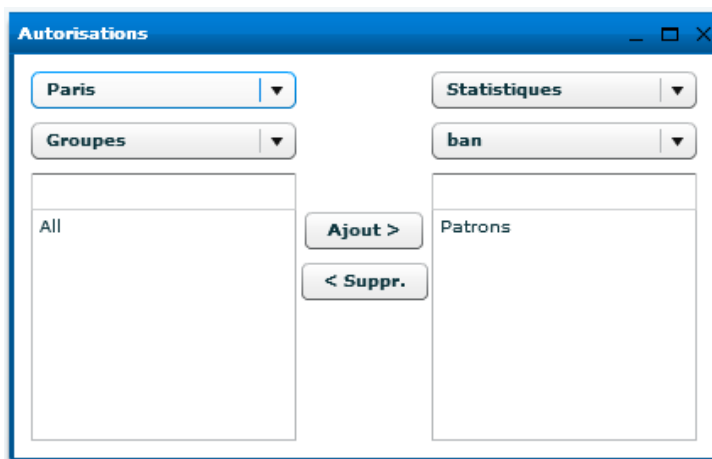 Autorisations
Paris
Statistiques
Groupes
ban
All
Ajout >
Patrons
< Suppr.